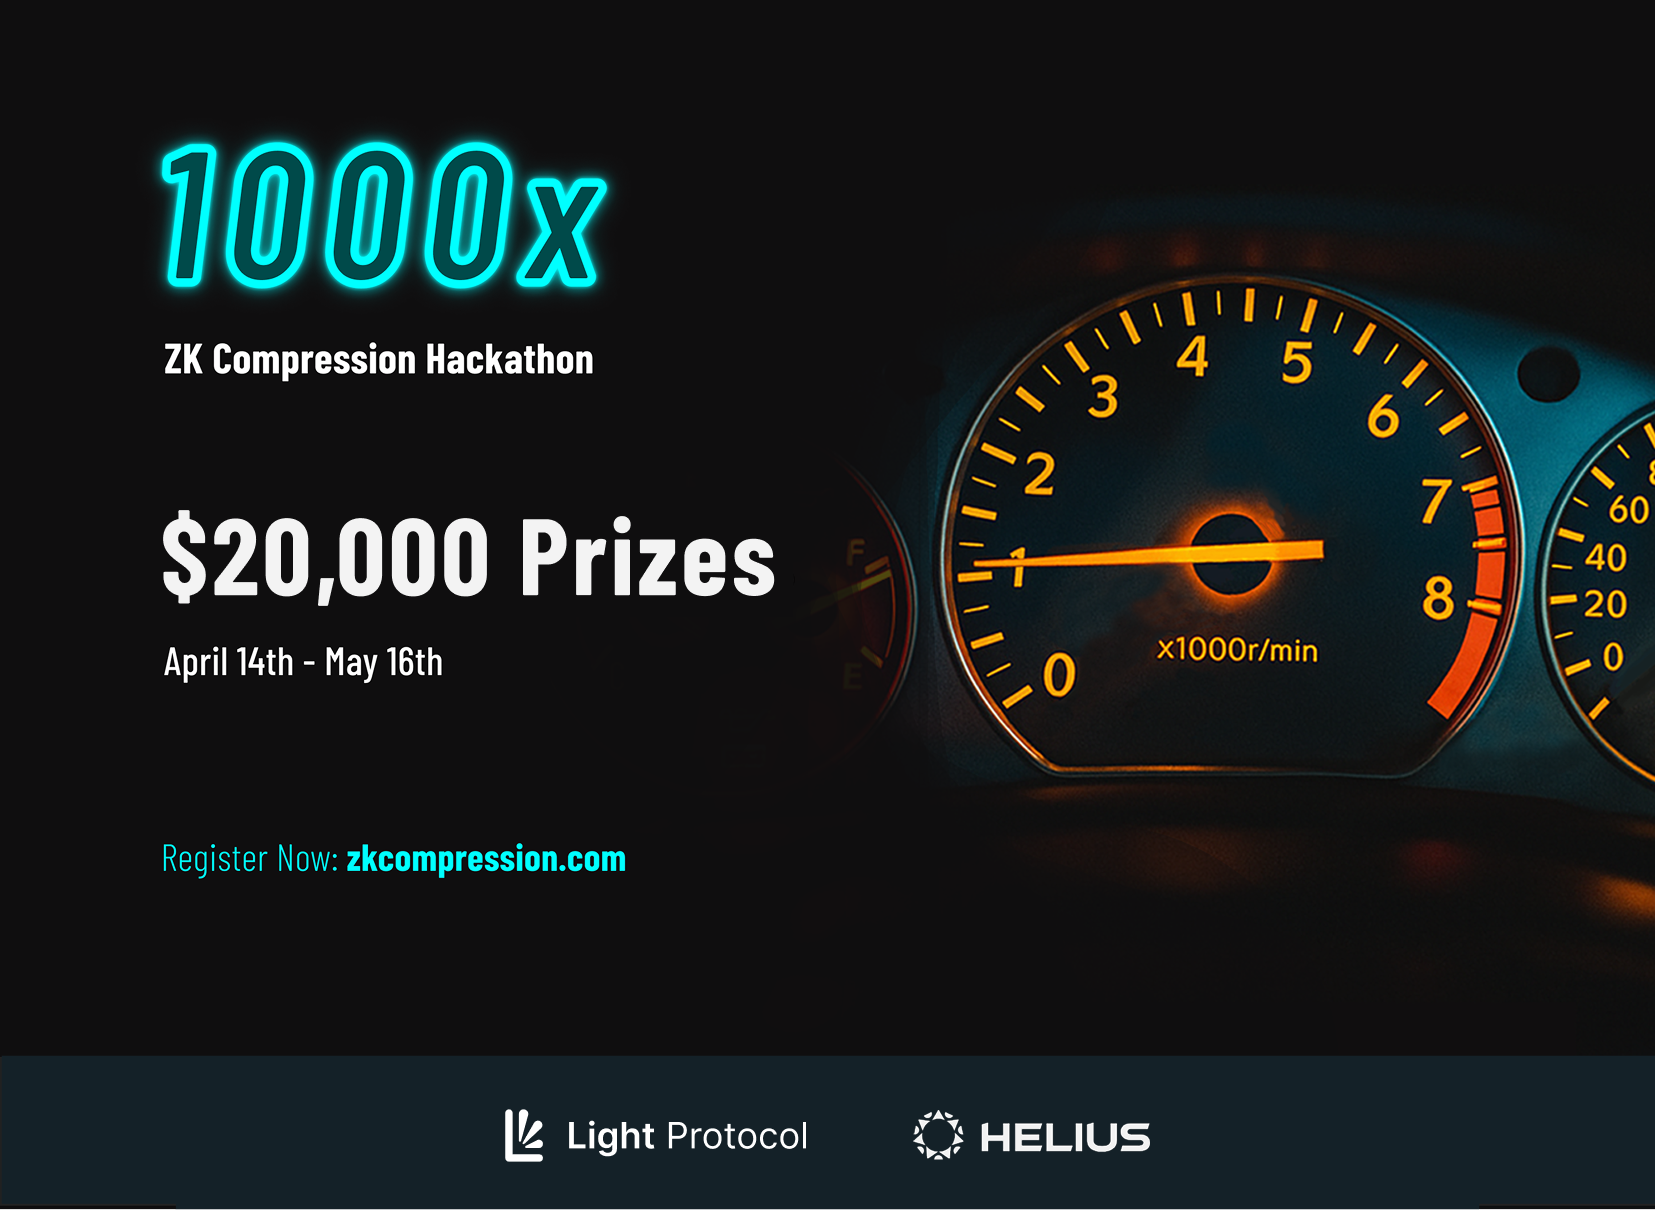 1000x
ZK Compression Hackathon
$20,000 Prizes
April 14th - May 16th
Register Now: zkcompression.com
F
E
0
1
2
3
4
5
6
7
8
x1000r/min
60
40
20
0
Light Protocol
HELIUS